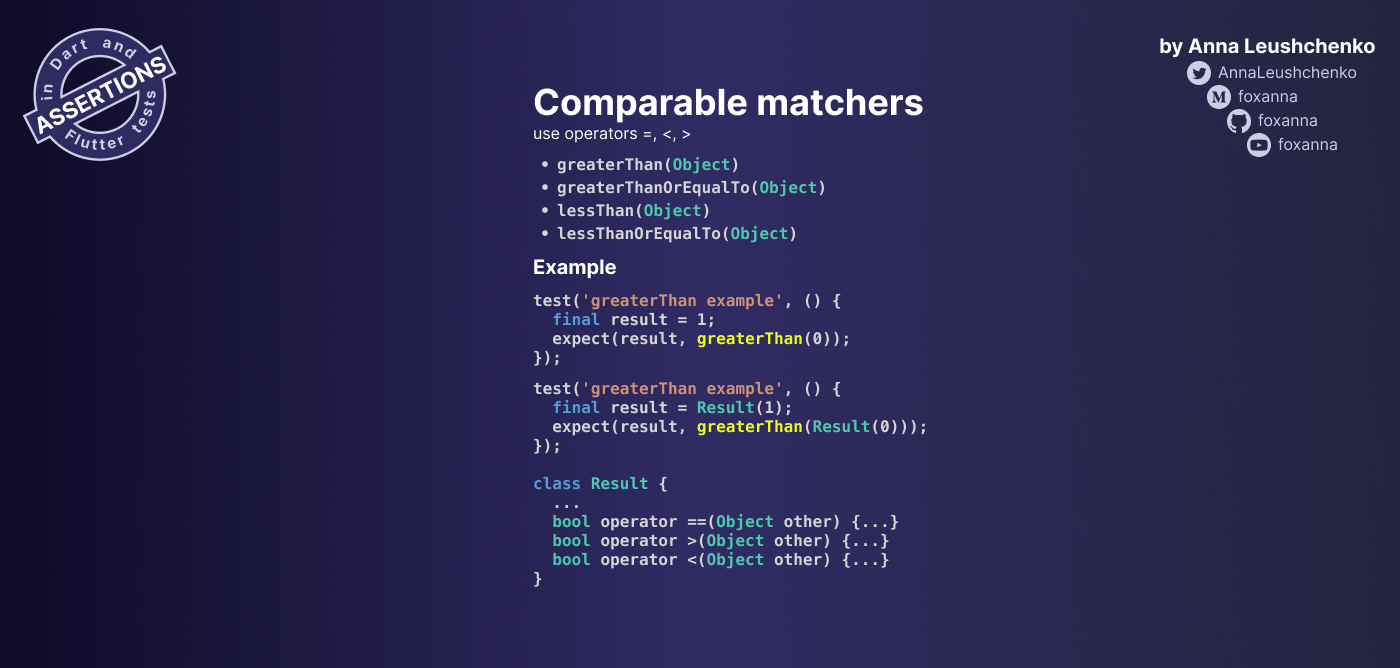 in Dart and
ASSERTIONS
Flutter tests
by Anna Leushchenko
AnnaLeushchenko
M foxanna
foxanna
foxanna
Comparable matchers
use operators =, <, >
• greaterThan(Object)
• greaterThanOrEqualTo(Object)
• lessThan(Object)
• lessThanOrEqualTo(Object)
Example
test('greaterThan example', () {
  final result = 1;
  expect(result, greaterThan(0));
});
test('greaterThan example', () {
  final result = Result(1);
  expect(result, greaterThan(Result(0)));
});
class Result {
  ...
  bool operator ==(Object other) {...}
  bool operator >(Object other) {...}
  bool operator <(Object other) {...}
}